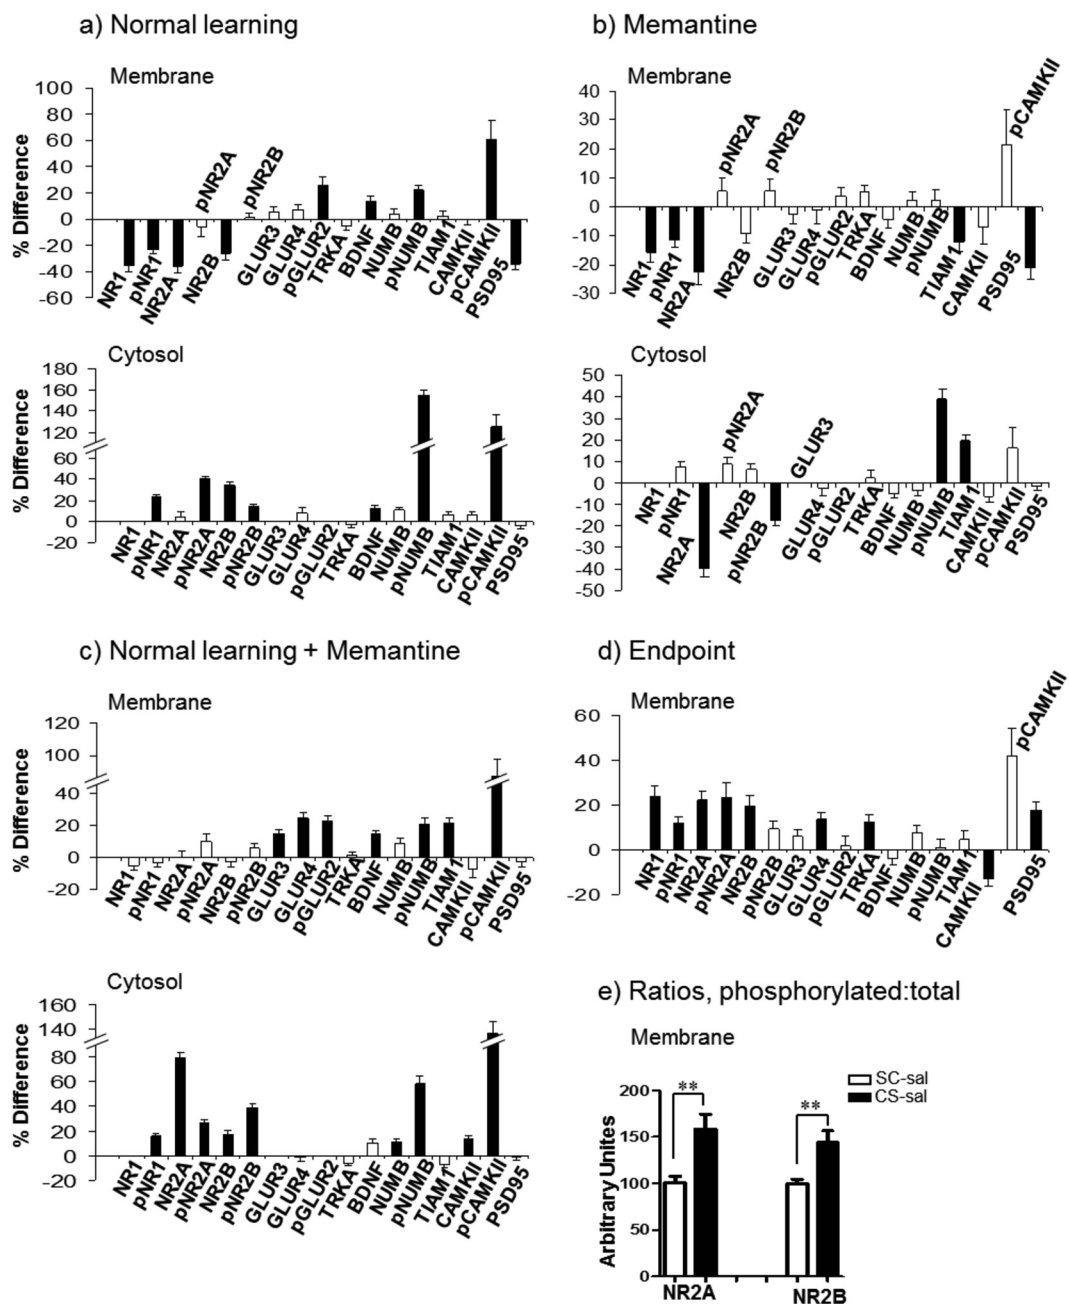 a) Normal learning
Membrane
% Difference
100
80
60
40
20
0
-20
-40
-60
NR1
pNR1
NR2A
pNR2A
NR2B
pNR2B
GLUR3
GLUR4
pGLUR2
TRKA
BDNF
NUMB
pNUMB
TIAM1
CAMKII
pCAMKII
PSD95
Cytosol
% Difference
180
160
140
120
60
40
20
0
-20
NR1
pNR1
NR2A
pNR2A
NR2B
pNR2B
GLUR3
GLUR4
pGLUR2
TRKA
BDNF
NUMB
pNUMB
TIAM1
CAMKII
pCAMKII
PSD95
b) Memantine
Membrane
40
30
20
10
0
-10
-20
-30
NR1
pNR1
NR2A
pNR2A
NR2B
pNR2B
GLUR3
GLUR4
pGLUR2
TRKA
BDNF
NUMB
pNUMB
TIAM1
CAMKII
pCAMKII
PSD95
Cytosol
50
40
30
20
10
0
-10
-20
-30
-40
-50
NR1
pNR1
NR2A
pNR2A
NR2B
pNR2B
GLUR3
GLUR4
pGLUR2
TRKA
BDNF
NUMB
pNUMB
TIAM1
CAMKII
pCAMKII
PSD95
c) Normal learning + Memantine
Membrane
% Difference
120
100
80
40
20
0
-20
NR1
pNR1
NR2A
pNR2A
NR2B
pNR2B
GLUR3
GLUR4
pGLUR2
TRKA
BDNF
NUMB
pNUMB
TIAM1
CAMKII
pCAMKII
PSD95
Cytosol
% Difference
160
140
80
60
40
20
0
-20
NR1
pNR1
NR2A
pNR2A
NR2B
pNR2B
GLUR3
GLUR4
pGLUR2
TRKA
BDNF
NUMB
pNUMB
TIAM1
CAMKII
pCAMKII
PSD95
d) Endpoint
Membrane
60
40
20
0
-20
NR1
pNR1
NR2A
pNR2A
NR2B
pNR2B
GLUR3
GLUR4
pGLUR2
TRKA
BDNF
NUMB
pNUMB
TIAM1
CAMKII
pCAMKII
PSD95
e) Ratios, phosphorylated:total
Membrane
SC-sal
CS-sal
Arbitrary Unites
200
150
100
50
0
**
**
NR2A
NR2B